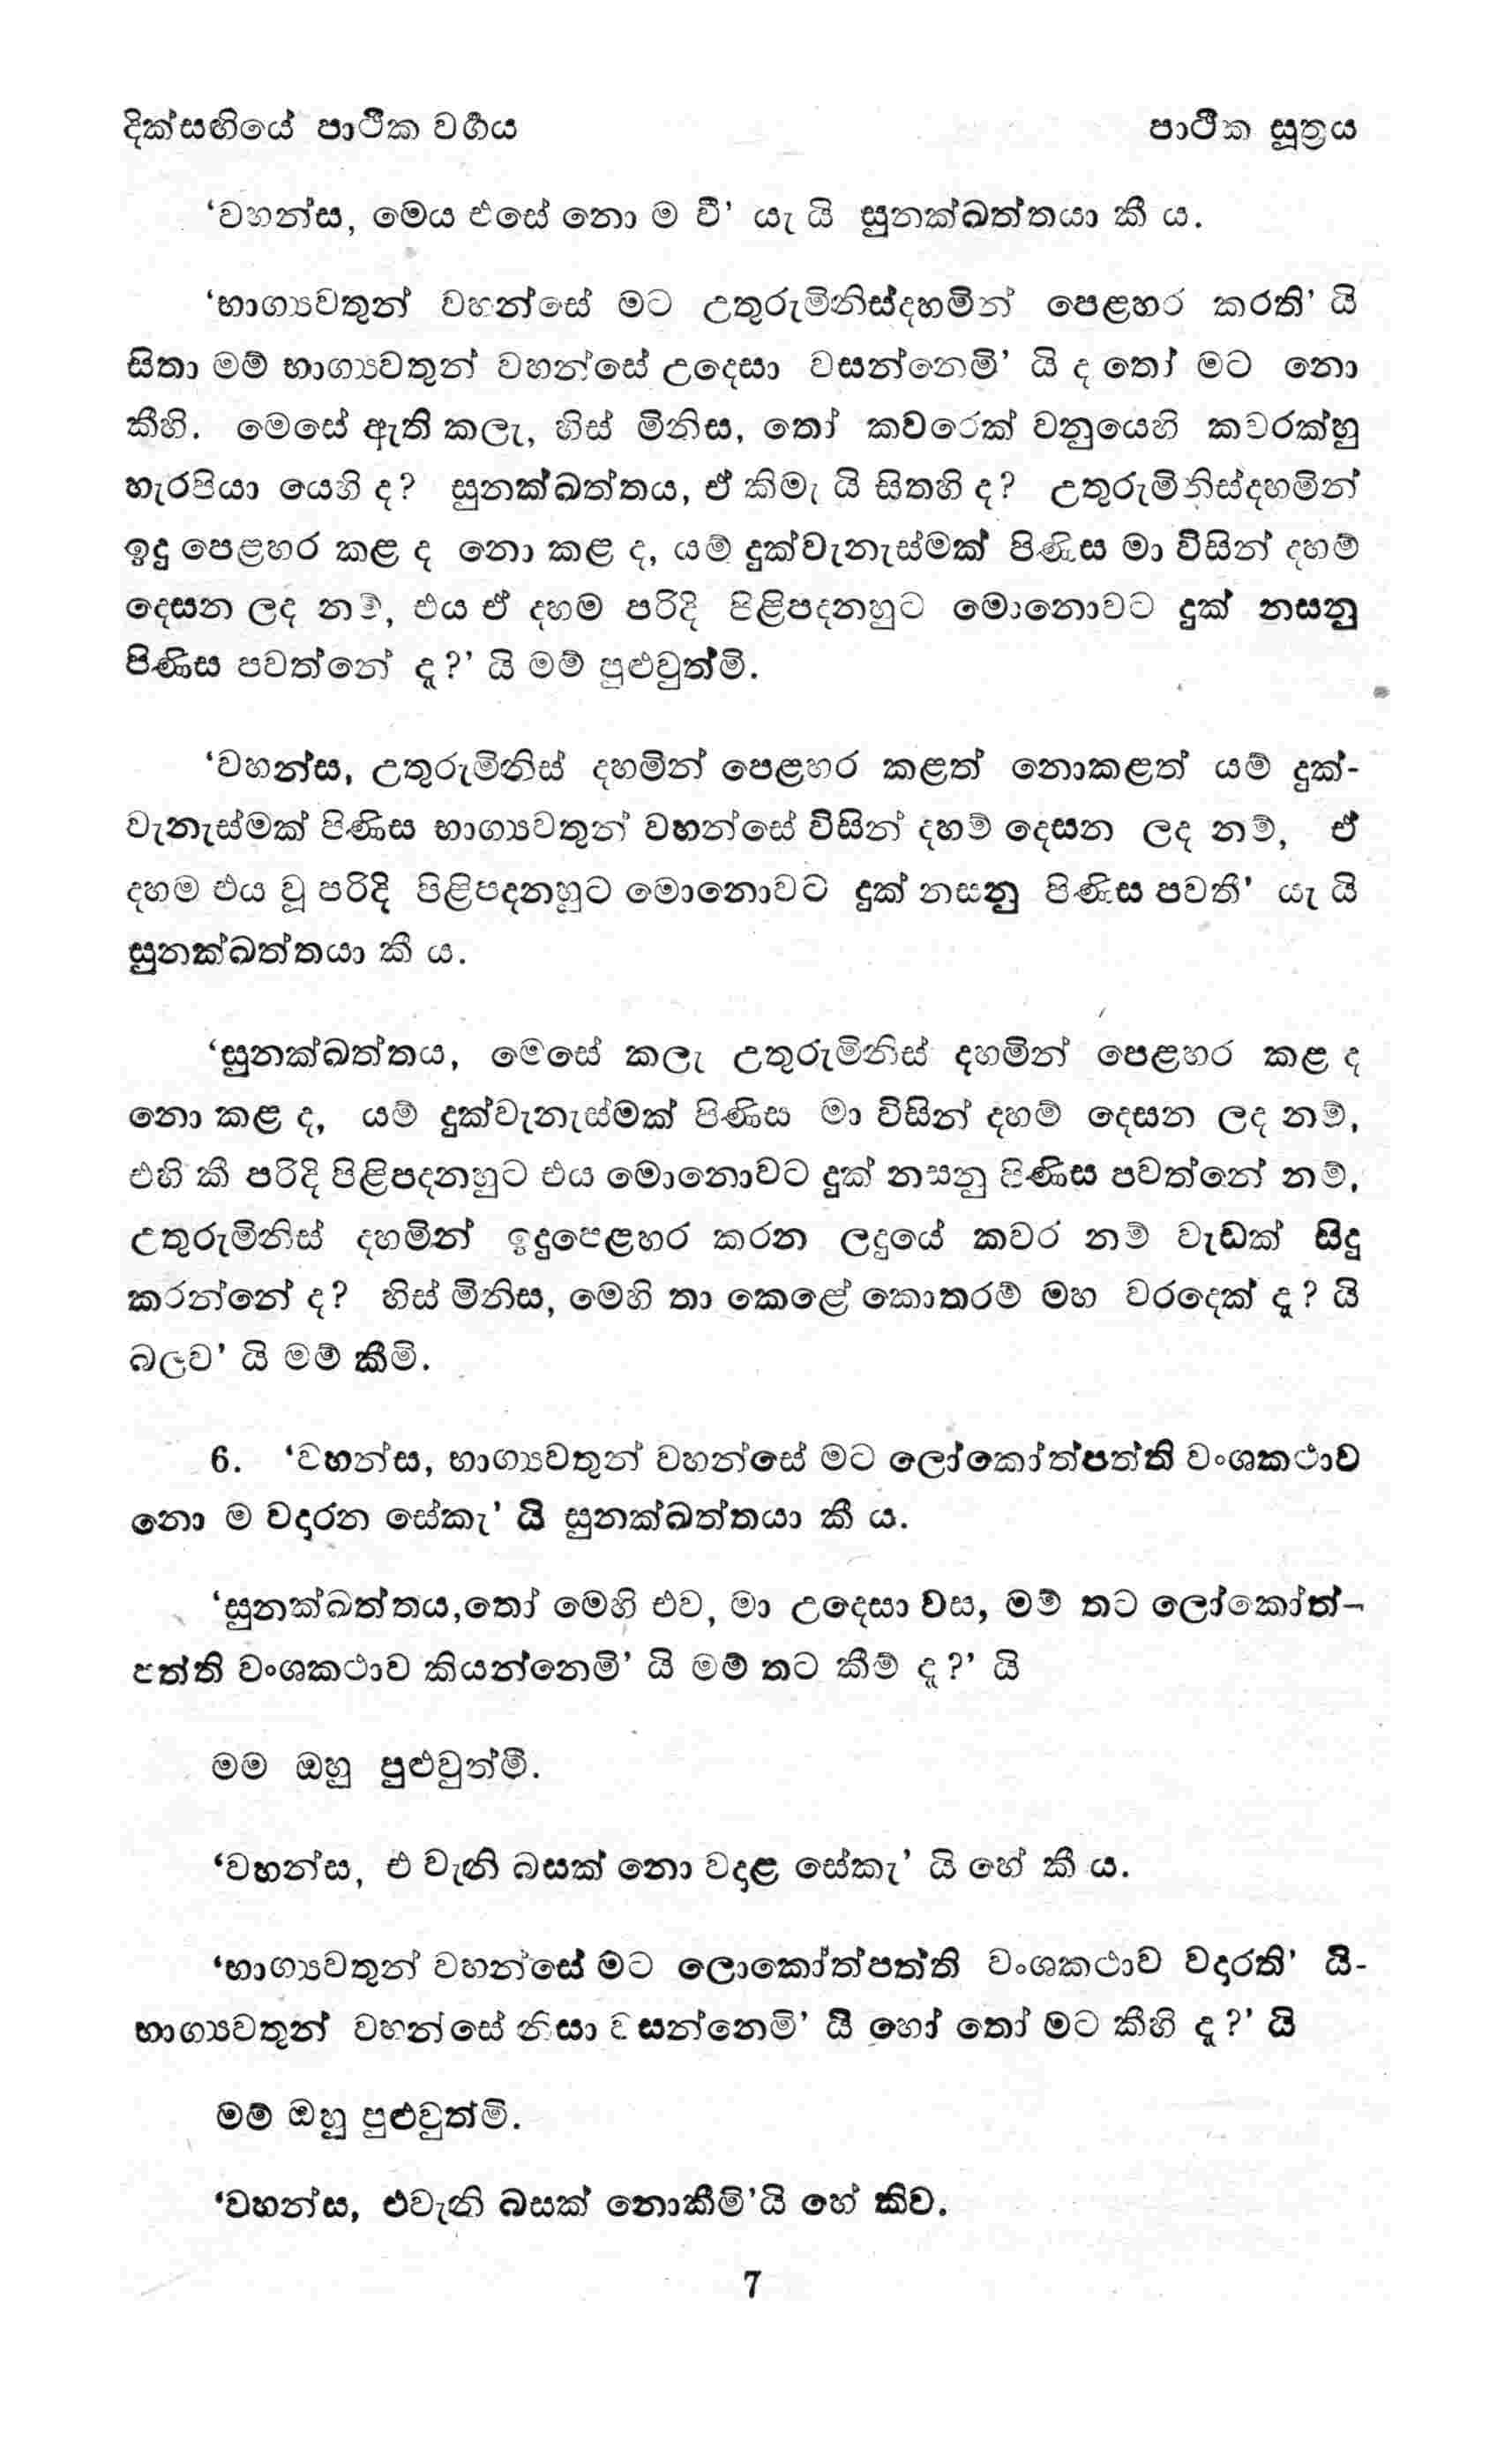 දික්සඟියේ පාථික වර්‍ගය
පාථික සූත්‍රය
‘වහන්ස, මෙය එසේ නො ම වී’ යැ යි සුනක්ඛත්තයා කී ය.
‘භාග්‍යවතුන් වහන්සේ මට උතුරුමිනිස්දහමින් පෙළහර කරති’ යි
සිතා මම් භාග්‍යවතුන් වහන්සේ උදෙසා වසන්නෙමි’ යි ද තෝ මට නො
කීහි. මෙසේ ඇති කලැ, හිස් මිනිස, තෝ කවරෙක් වනුයෙහි කවරක්හු
හැරපියා යෙහි ද? සුනක්ඛත්තය, ඒ කිමැ යි සිතහි ද? උතුරුමිනිස්දහමින්
ඉදු පෙළහර කළ ද නො කළ ද, යම් දුක්වැනැස්මක් පිණිස මා විසින් දහම්
දෙසන ලද නම්, එය ඒ දහම පරිදි පිළිපදනහුට මොනොවට දුක් නසනු
පිණිස පවත්නේ දැ?’ යි මම් පුළුවුත්මි.
‘වහන්ස, උතුරුමිනිස් දහමින් පෙළහර කළත් නොකළත් යම් දුක්-
වැනැස්මක් පිණිස භාග්‍යවතුන් වහන්සේ විසින් දහම් දෙසන ලද නම්, ඒ
දහම එය වූ පරිදි පිළිපදනහුට මොනොවට දුක් නසනු පිණිස පවතී’ යැ යි
සුනක්ඛත්තයා කී ය.
‘සුනක්ඛත්තය, මෙසේ කලැ උතුරුමිනිස් දහමින් පෙළහර කළ ද
නො කළ ද, යම් දුක්වැනැස්මක් පිණිස මා විසින් දහම් දෙසන ලද නම්,
එහි කී පරිදි පිළිපදනහුට එය මොනොවට දුක් නසනු පිණිස පවත්නේ නම්,
උතුරුමිනිස් දහමින් ඉදුපෙළහර කරන ලදුයේ කවර නම් වැඩක් සිදු
කරන්නේ ද? හිස් මිනිස, මෙහි තා කෙළේ කොතරම් මහ වරදෙක් දැ? යි
බලව’ යි මම් කීමි.
6. ‘වහන්ස, භාග්‍යවතුන් වහන්සේ මට ලෝකෝත්පත්ති වංශකථාව
නො ම වදාරන සේකැ’ යි සුනක්ඛත්තයා කී ය.
‘සුනක්ඛත්තය,තෝ මෙහි එව, මා උදෙසා වස, මම් තට ලෝකෝත්-
පත්ති වංශකථාව කියන්නෙමි’ යි මම් තට කීම් දැ?’ යි
මම ඔහු පුළුවුත්මි.
‘වහන්ස, එ වැනි බසක් නො වදාළ සේකැ’ යි හේ කී ය.
‘භාග්‍යවතුන් වහන්සේ මට ලොකෝත්පත්ති වංශකථාව වදාරති’ යි-
භාග්‍යවතුන් වහන්සේ නිසා වසන්නෙමි’ යි හෝ තෝ මට කීහි දැ?’ යි
මම් ඔහු පුළුවුත්මි.
‘වහන්ස, එවැනි බසක් නොකීමි’යි හේ කිව.
7